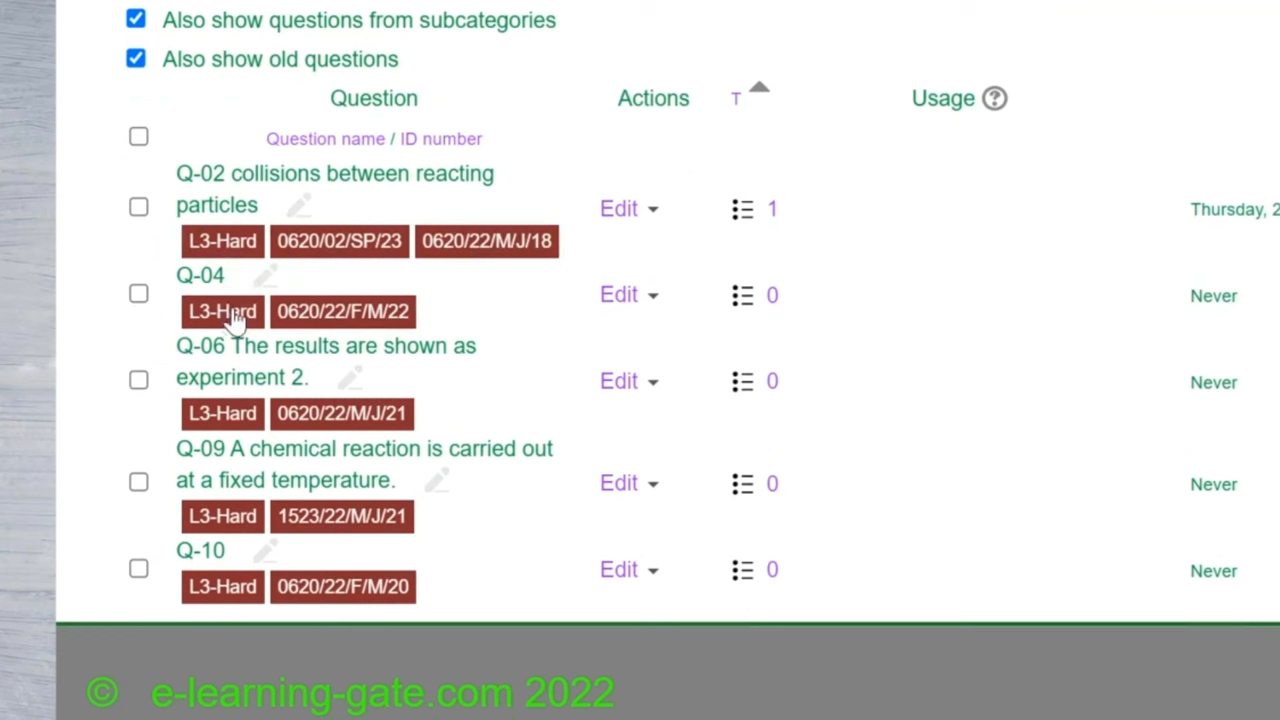 Also show questions from subcategories
Also show old questions
Question Actions T Usage
Question name / ID number
Q-02 collisions between reacting
particles
Edit 1 Thursday, 2
L3-Hard 0620/02/SP/23 0620/22/M/J/18
Q-04
Edit 0 Never
L3-Hard 0620/22/F/M/22
Q-06 The results are shown as
experiment 2.
Edit 0 Never
L3-Hard 0620/22/M/J/21
Q-09 A chemical reaction is carried out
at a fixed temperature.
Edit 0 Never
L3-Hard 1523/22/M/J/21
Q-10
Edit 0 Never
L3-Hard 0620/22/F/M/20
© e-learning-gate.com 2022